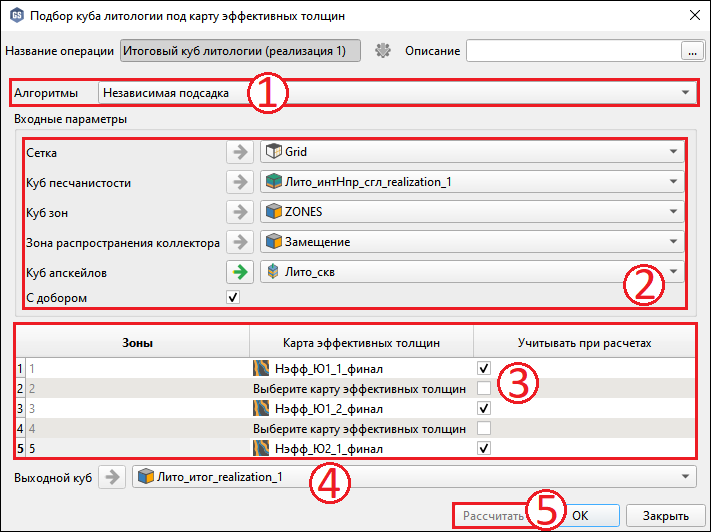 GS Подбор куба литологии под карту эффективных толщин
Название операции Итоговый куб литологии (реализация 1) Описание ...
Алгоритмы Независимая подсадка 1
Входные параметры
Сетка Grid
Куб песчанистости Лито_интНпр_сгл_realization_1
Куб зон ZONES
Зона распространения коллектора Замещение
Куб апскейлов Лито_скв 2
С добором
Зоны Карта эффективных толщин Учитывать при расчетах
1 1 Нэфф_Ю1_1_финал
2 2 Выберите карту эффективных толщин 3
3 3 Нэфф_Ю1_2_финал
4 4 Выберите карту эффективных толщин
5 5 Нэфф_Ю2_1_финал
Выходной куб Лито_итог_realization_1 4
Рассчитать 5 OK Закрыть